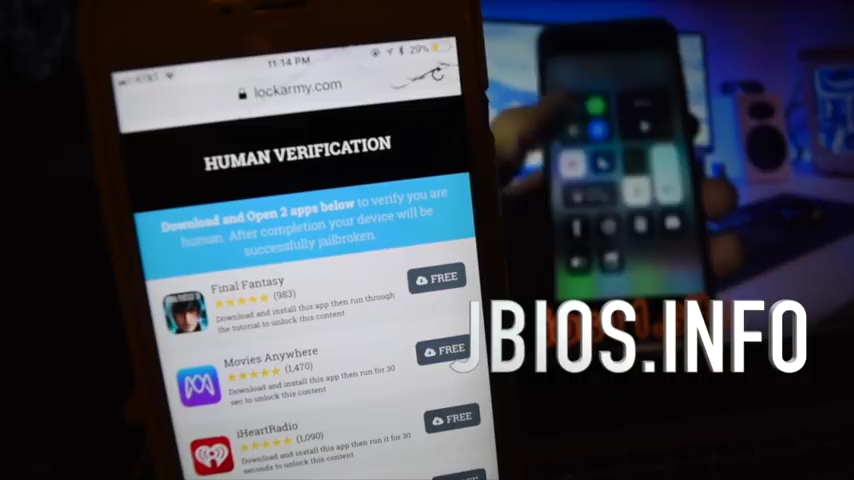 11:14 PM
29%
lockarmy.com
HUMAN VERIFICATION
Download and Open 2 apps below to verify you are
human. After completion your device will be
successfully jailbroken.
Final Fantasy
(983)
Download and install this app then run through
the tutorial to unlock this content
FREE
Movies Anywhere
(1,470)
Download and install this app then run for 30
sec to unlock this content
FREE
iHeartRadio
(1,090)
Download and install this app then run it for 30
seconds to unlock this content
FREE
JBIOS.INFO